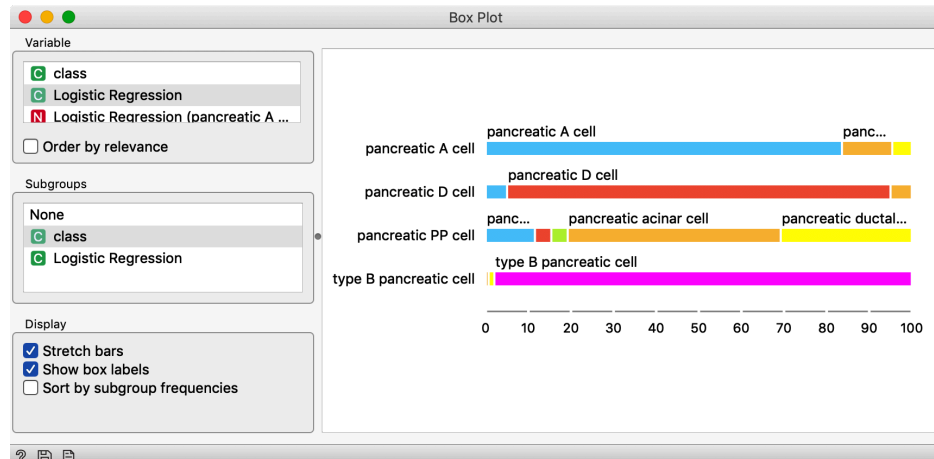 Box Plot
Variable
C class
C Logistic Regression
N Logistic Regression (pancreatic A ...
Order by relevance
Subgroups
None
C class
C Logistic Regression
Display
Stretch bars
Show box labels
Sort by subgroup frequencies
pancreatic A cell panc...
pancreatic A cell
pancreatic D cell
pancreatic D cell
panc... pancreatic acinar cell pancreatic ductal...
pancreatic PP cell
type B pancreatic cell
type B pancreatic cell
0 10 20 30 40 50 60 70 80 90 100
?